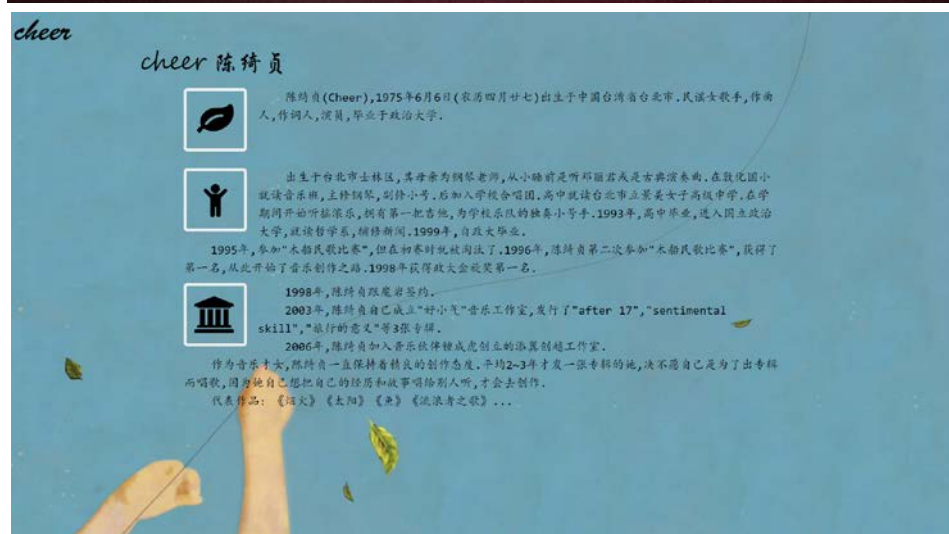 cheer
cheer 陈绮贞
陈绮贞(Cheer),1975年6月6日(农历四月廿七)出生于中国台湾省台北市.民谣女歌手,作曲
人,作词人,演员,毕业于政治大学.
出生于台北市士林区,其母亲为钢琴老师,从小睡前是听邓丽君或是古典演奏曲.在敦化国小
就读音乐班,主修钢琴,副修小号.后加入学校合唱团.高中就读台北市立景美女子高级中学.在学
期间开始听摇滚乐,拥有第一把吉他,为学校乐队的独奏小号手.1993年,高中毕业,进入国立政治
大学,就读哲学系,辅修新闻.1999年,自政大毕业.
1995年,参加"木船民歌比赛",但在初赛时就被淘汰了.1996年,陈绮贞第二次参加"木船民歌比赛",获得了
第一名,从此开始了音乐创作之路.1998年获得政大金旋奖第一名.
1998年,陈绮贞跟魔岩签约.
2003年,陈绮贞自己成立"好小气"音乐工作室,发行了"after 17","sentimental
skill","旅行的意义"等3张专辑.
2006年,陈绮贞加入音乐伙伴钟成虎创立的添翼创越工作室.
作为音乐才女,陈绮贞一直保持着精良的创作态度.平均2~3年才发一张专辑的她,决不愿自己是为了出专辑
而唱歌,因为她自己想把自己的经历和故事唱给别人听,才会去创作.
代表作品: 《烟火》《太阳》《鱼》《流浪者之歌》...